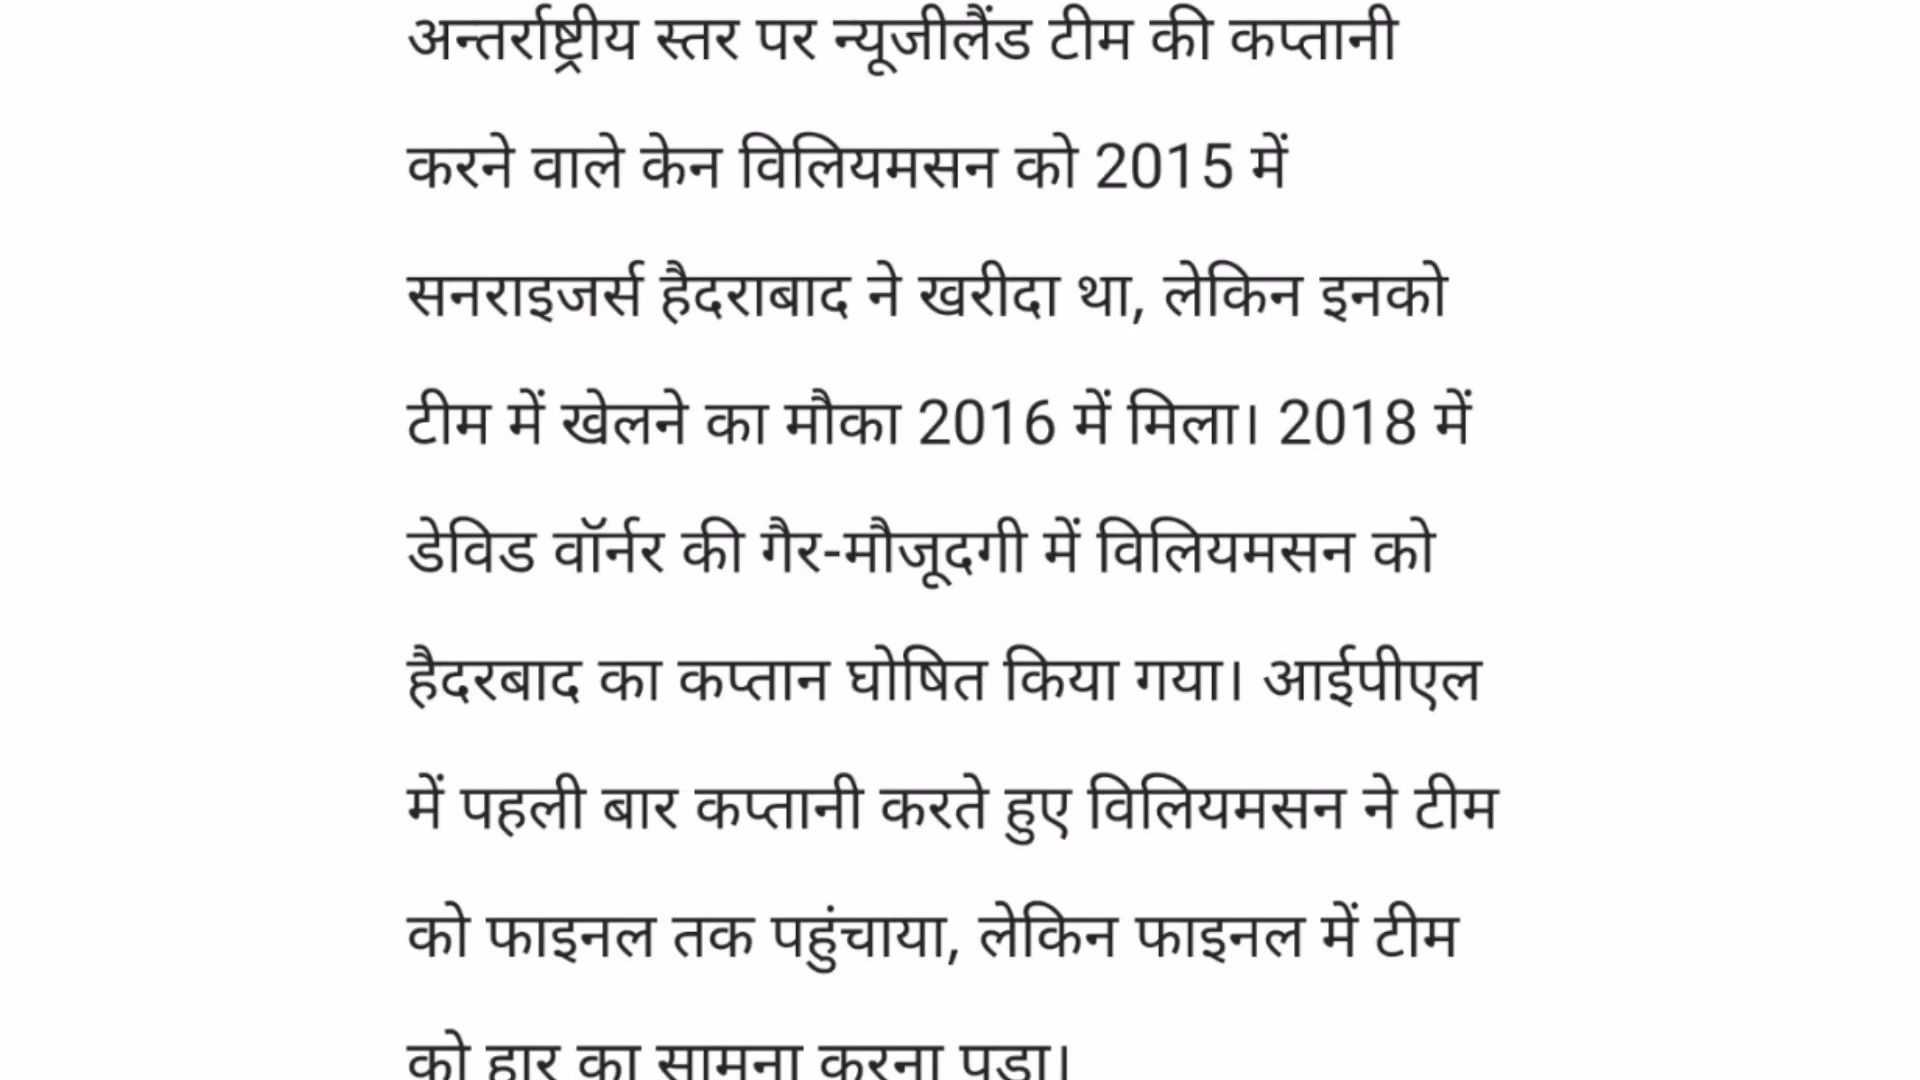 अन्तर्राष्ट्रीय स्तर पर न्यूजीलैंड टीम की कप्तानी
करने वाले केन विलियमसन को 2015 में
सनराइजर्स हैदराबाद ने खरीदा था, लेकिन इनको
टीम में खेलने का मौका 2016 में मिला। 2018 में
डेविड वॉर्नर की गैर-मौजूदगी में विलियमसन को
हैदरबाद का कप्तान घोषित किया गया। आईपीएल
में पहली बार कप्तानी करते हुए विलियमसन ने टीम
को फाइनल तक पहुंचाया, लेकिन फाइनल में टीम
को हार का सामना करना पड़ा।